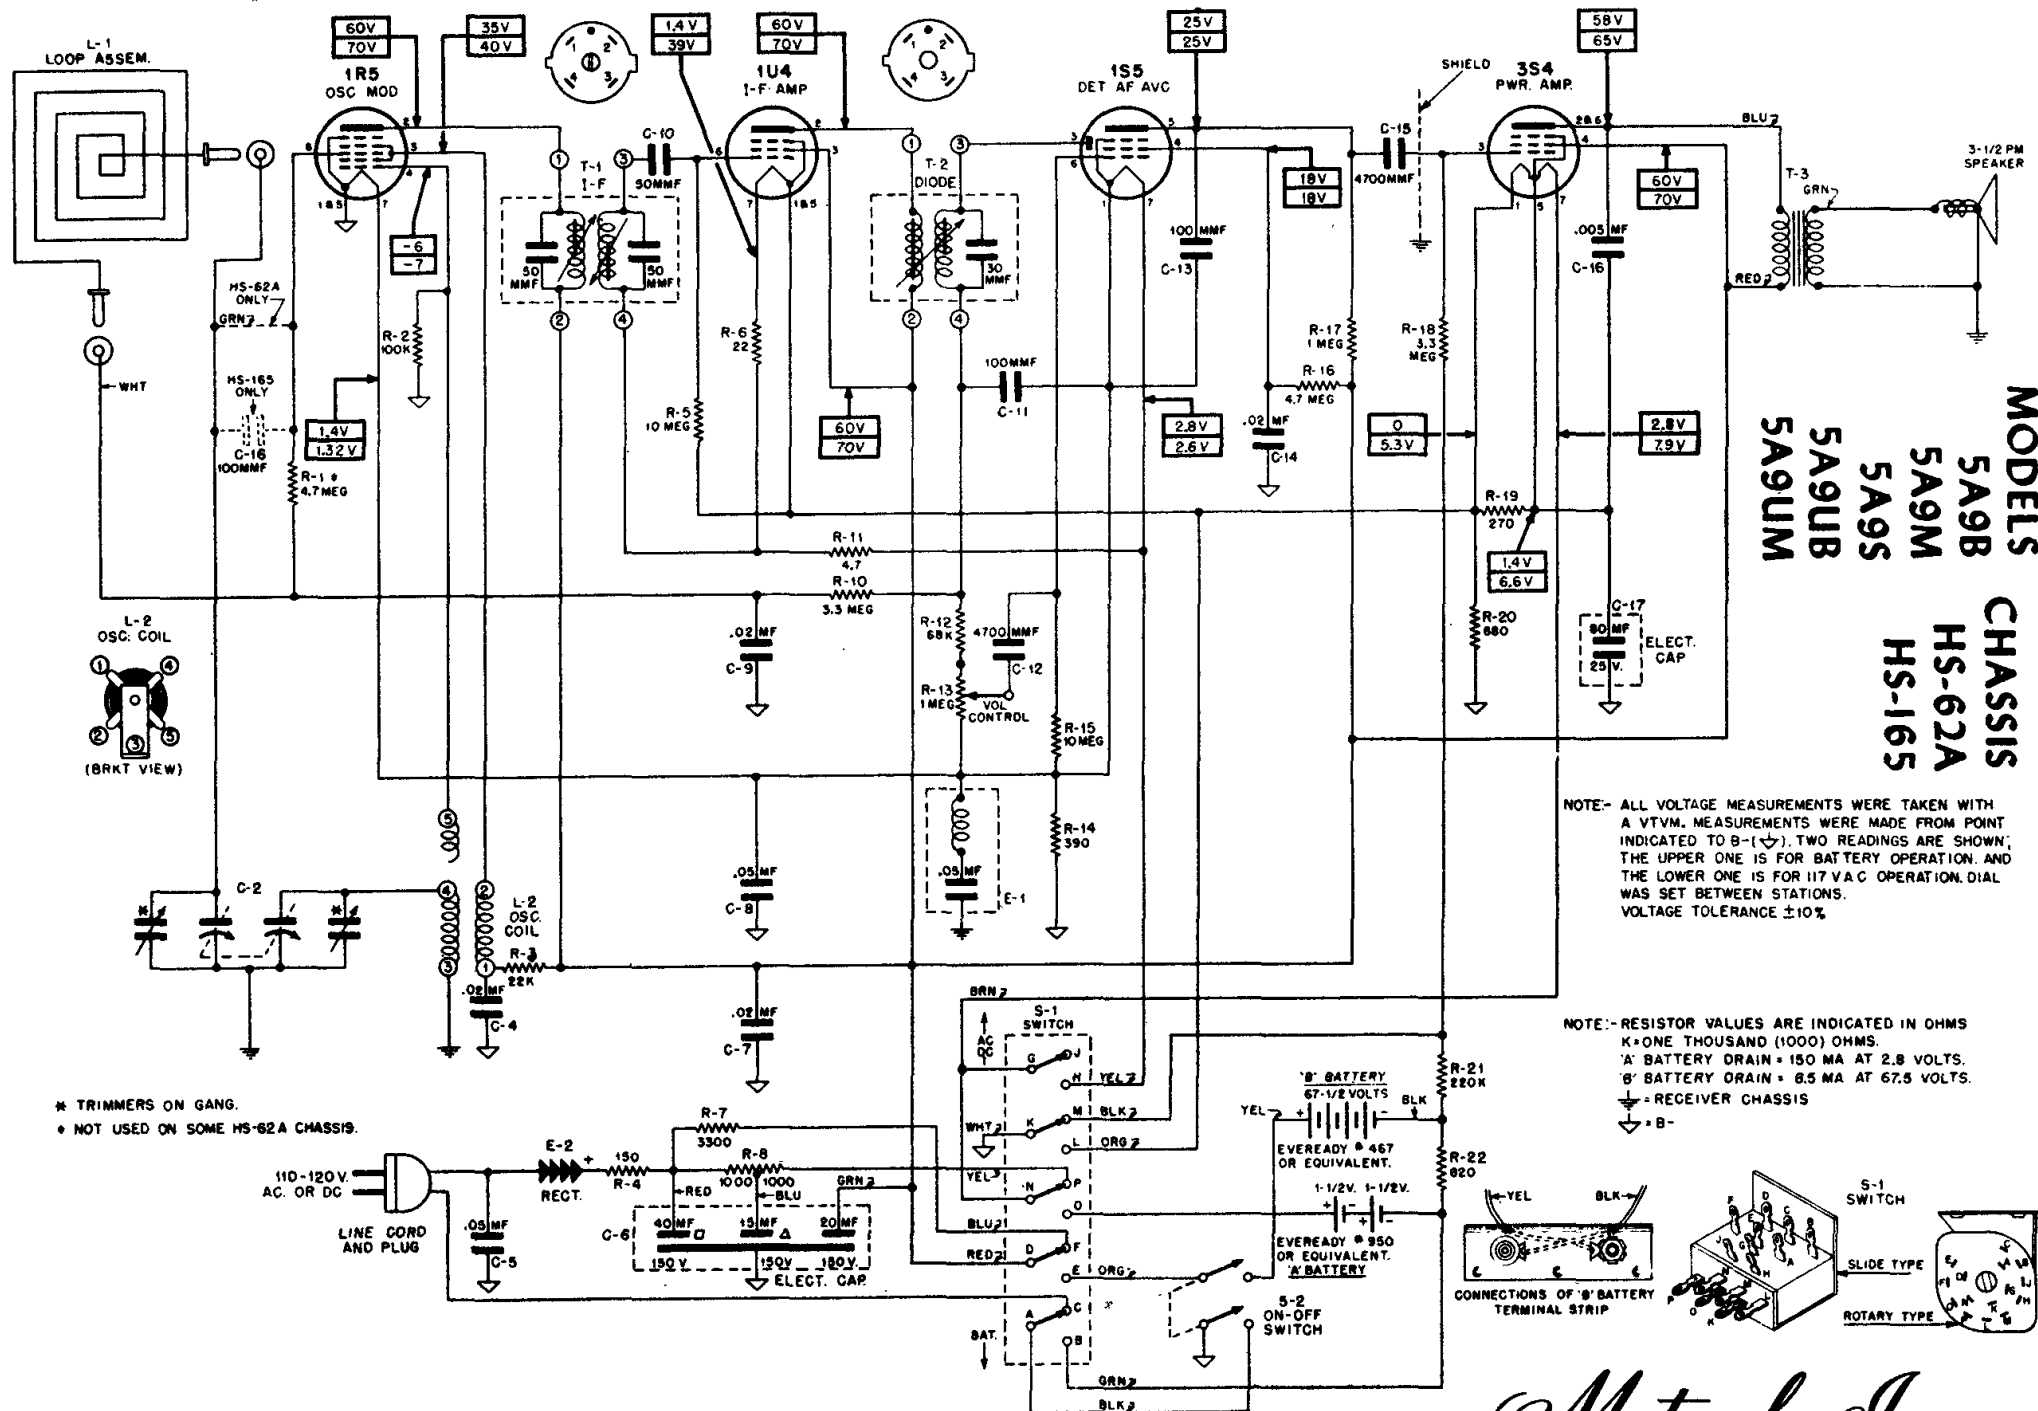 L-1
LOOP ASSEM.
60V
70V
35V
40V
1R5
OSC MOD
1.4V
39V
60V
70V
1U4
I-F AMP
25V
25V
1S5
DET AF AVC
SHIELD
58V
65V
3S4
PWR. AMP.
BLU
3-1/2 PM
SPEAKER
C-10
50MMF
T-1
I-F
T-2
DIODE
C-15
4700MMF
18V
18V
60V
70V
T-3
GRN
RED
-6
-7
50
MMF
50
MMF
30
MMF
100 MMF
C-13
.005 MF
C-16
HS-62A
ONLY
GRN
HS-165
ONLY
C-16
100MMF
WHT
R-1 *
4.7 MEG
1.4V
1.32V
R-2
100K
R-5
10 MEG
R-6
22
60V
70V
100MMF
C-11
2.8V
2.6V
R-17
1 MEG
R-16
4.7 MEG
.02 MF
C-14
R-18
3.3
MEG
0
5.3V
2.8V
7.9V
R-19
270
1.4V
6.6V
R-20
680
C-17
80 MF
25 V.
ELECT.
CAP
MODELS
5A9B
5A9M
5A9S
5A9UB
5A9UM
CHASSIS
HS-62A
HS-165
R-11
4.7
R-10
3.3 MEG
.02 MF
C-9
R-12
68K
4700 MMF
C-12
R-13
1 MEG
VOL
CONTROL
R-15
10 MEG
R-14
390
L-2
OSC. COIL
(BRKT VIEW)
C-2
L-2
OSC.
COIL
R-3
22K
.02 MF
C-4
.05 MF
C-8
.05 MF
E-1
.02 MF
C-7
NOTE:- ALL VOLTAGE MEASUREMENTS WERE TAKEN WITH
A VTVM. MEASUREMENTS WERE MADE FROM POINT
INDICATED TO B-( ). TWO READINGS ARE SHOWN;
THE UPPER ONE IS FOR BATTERY OPERATION. AND
THE LOWER ONE IS FOR 117 VAC OPERATION. DIAL
WAS SET BETWEEN STATIONS.
VOLTAGE TOLERANCE ±10%
NOTE:- RESISTOR VALUES ARE INDICATED IN OHMS
K=ONE THOUSAND (1000) OHMS.
'A' BATTERY DRAIN = 150 MA AT 2.8 VOLTS.
'B' BATTERY DRAIN = 8.5 MA AT 67.5 VOLTS.
= RECEIVER CHASSIS
= B-
* TRIMMERS ON GANG.
* NOT USED ON SOME HS-62A CHASSIS.
110-120 V.
AC. OR DC
LINE CORD
AND PLUG
.05 MF
C-5
E-2
RECT.
150
R-4
R-7
3300
R-8
1000 1000
RED
BLU
GRN
C-6
40 MF
15 MF
20 MF
150 V
150V
150 V.
ELECT. CAP.
BRN
S-1
SWITCH
AC
DC
G
J
H
YEL
WHT
K
M
BLK
L
ORG
YEL
N
P
O
BLU
RED
D
F
E
ORG
A
C
B
BAT.
GRN
BLK
S-2
ON-OFF
SWITCH
'B' BATTERY
67-1/2 VOLTS
YEL
BLK
EVEREADY # 467
OR EQUIVALENT.
1-1/2V. 1-1/2V.
EVEREADY # 950
OR EQUIVALENT.
'A' BATTERY
R-21
220K
R-22
820
YEL
BLK
CONNECTIONS OF 'B' BATTERY
TERMINAL STRIP
S-1
SWITCH
SLIDE TYPE
ROTARY TYPE